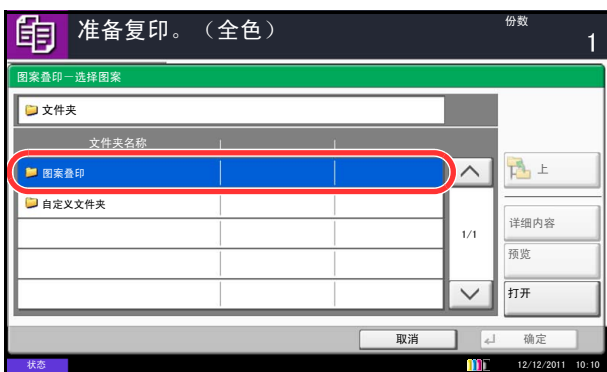 准备复印。（全色）
份数
1
图案叠印－选择图案
文件夹
文件夹名称
图案叠印
上
自定义文件夹
详细内容
1/1
预览
打开
取消
确定
状态
12/12/2011 10:10